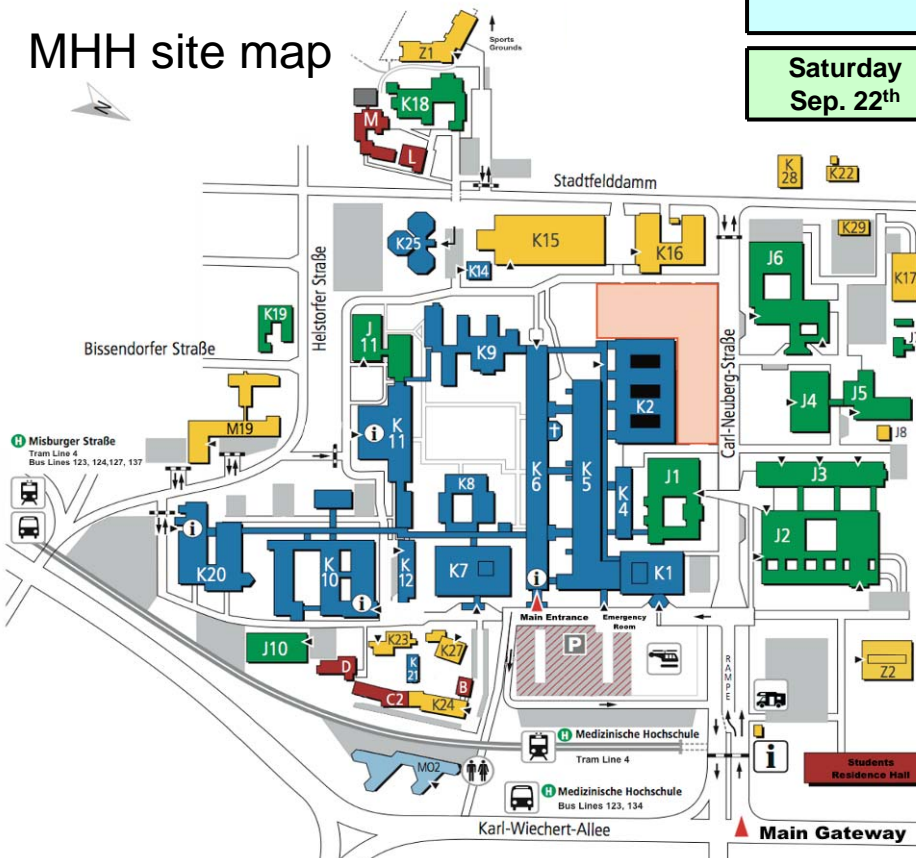 MHH site map
Saturday
Sep. 22th
Sports
Grounds
Z1
K18
M
L
N
Stadtfelddamm
K
28
K22
K25
K14
K15
K16
K29
J6
K17
Helstorfer Straße
K19
Bissendorfer Straße
J
11
K9
K2
Carl-Neuberg-Straße
J4
J5
J8
M19
K
11
i
H Misburger Straße
Tram Line 4
Bus Lines 123, 124,127, 137
K8
K
6
K
5
K
4
J1
J3
J2
i
K20
K
10
i
K
12
K7
i
K1
Main Entrance
Emergency
Room
J10
K23
K27
D
K
21
C2
K24
B
P
RAMPE
Z2
MO2
H Medizinische Hochschule
Tram Line 4
i
Students
Residence Hall
H Medizinische Hochschule
Bus Lines 123, 134
Karl-Wiechert-Allee
Main Gateway